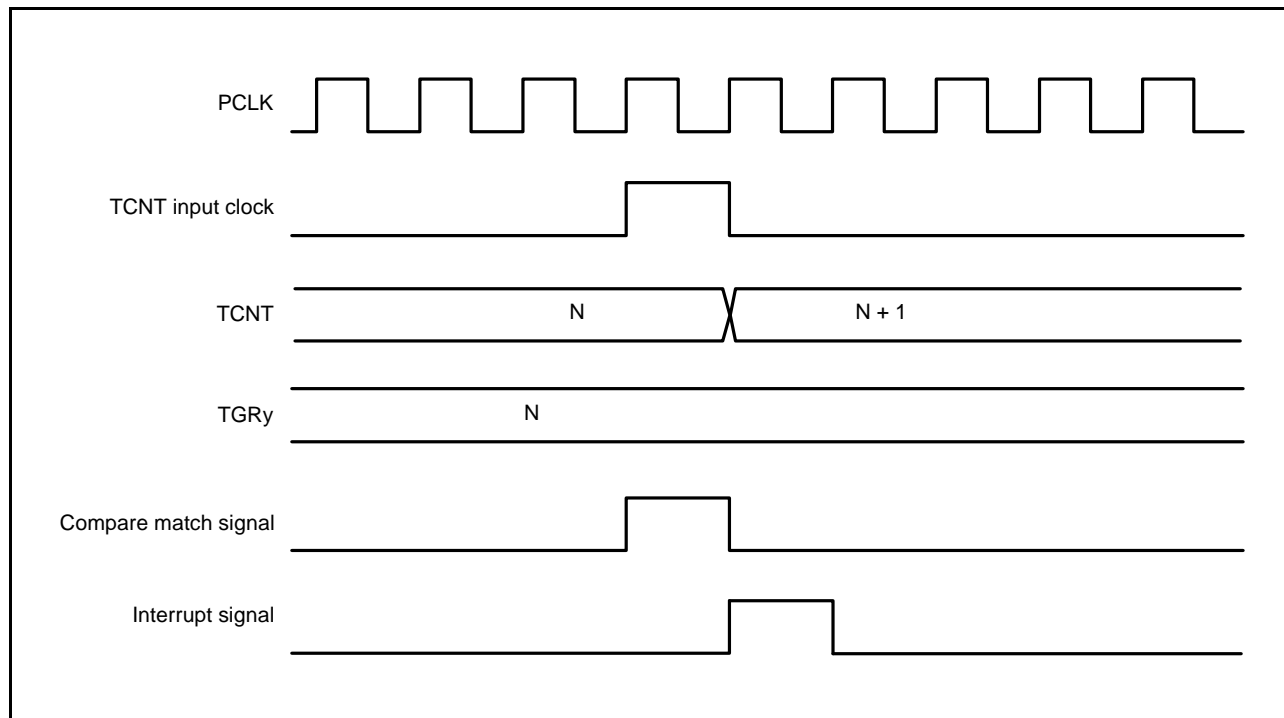 PCLK
TCNT input clock
TCNT
N
N + 1
TGRy
N
Compare match signal
Interrupt signal